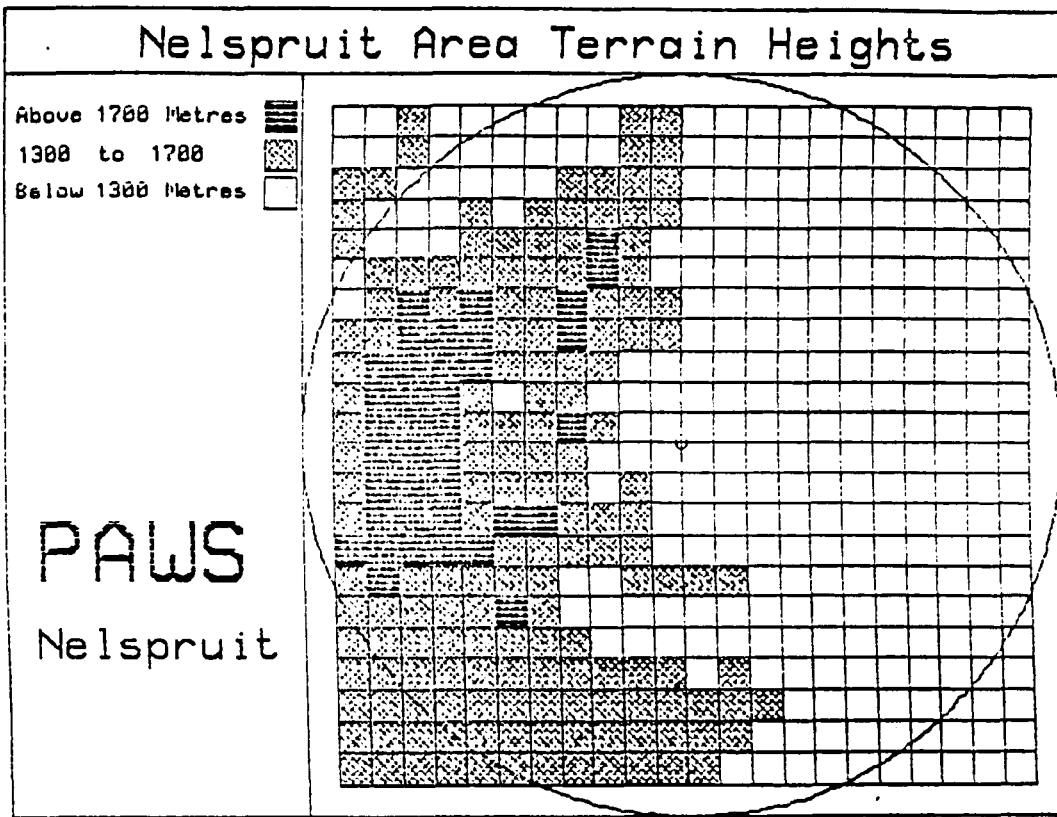 Nelspruit Area Terrain Heights
Above 1700 Metres
1300 to 1700
Below 1300 Metres
PAWS
Nelspruit